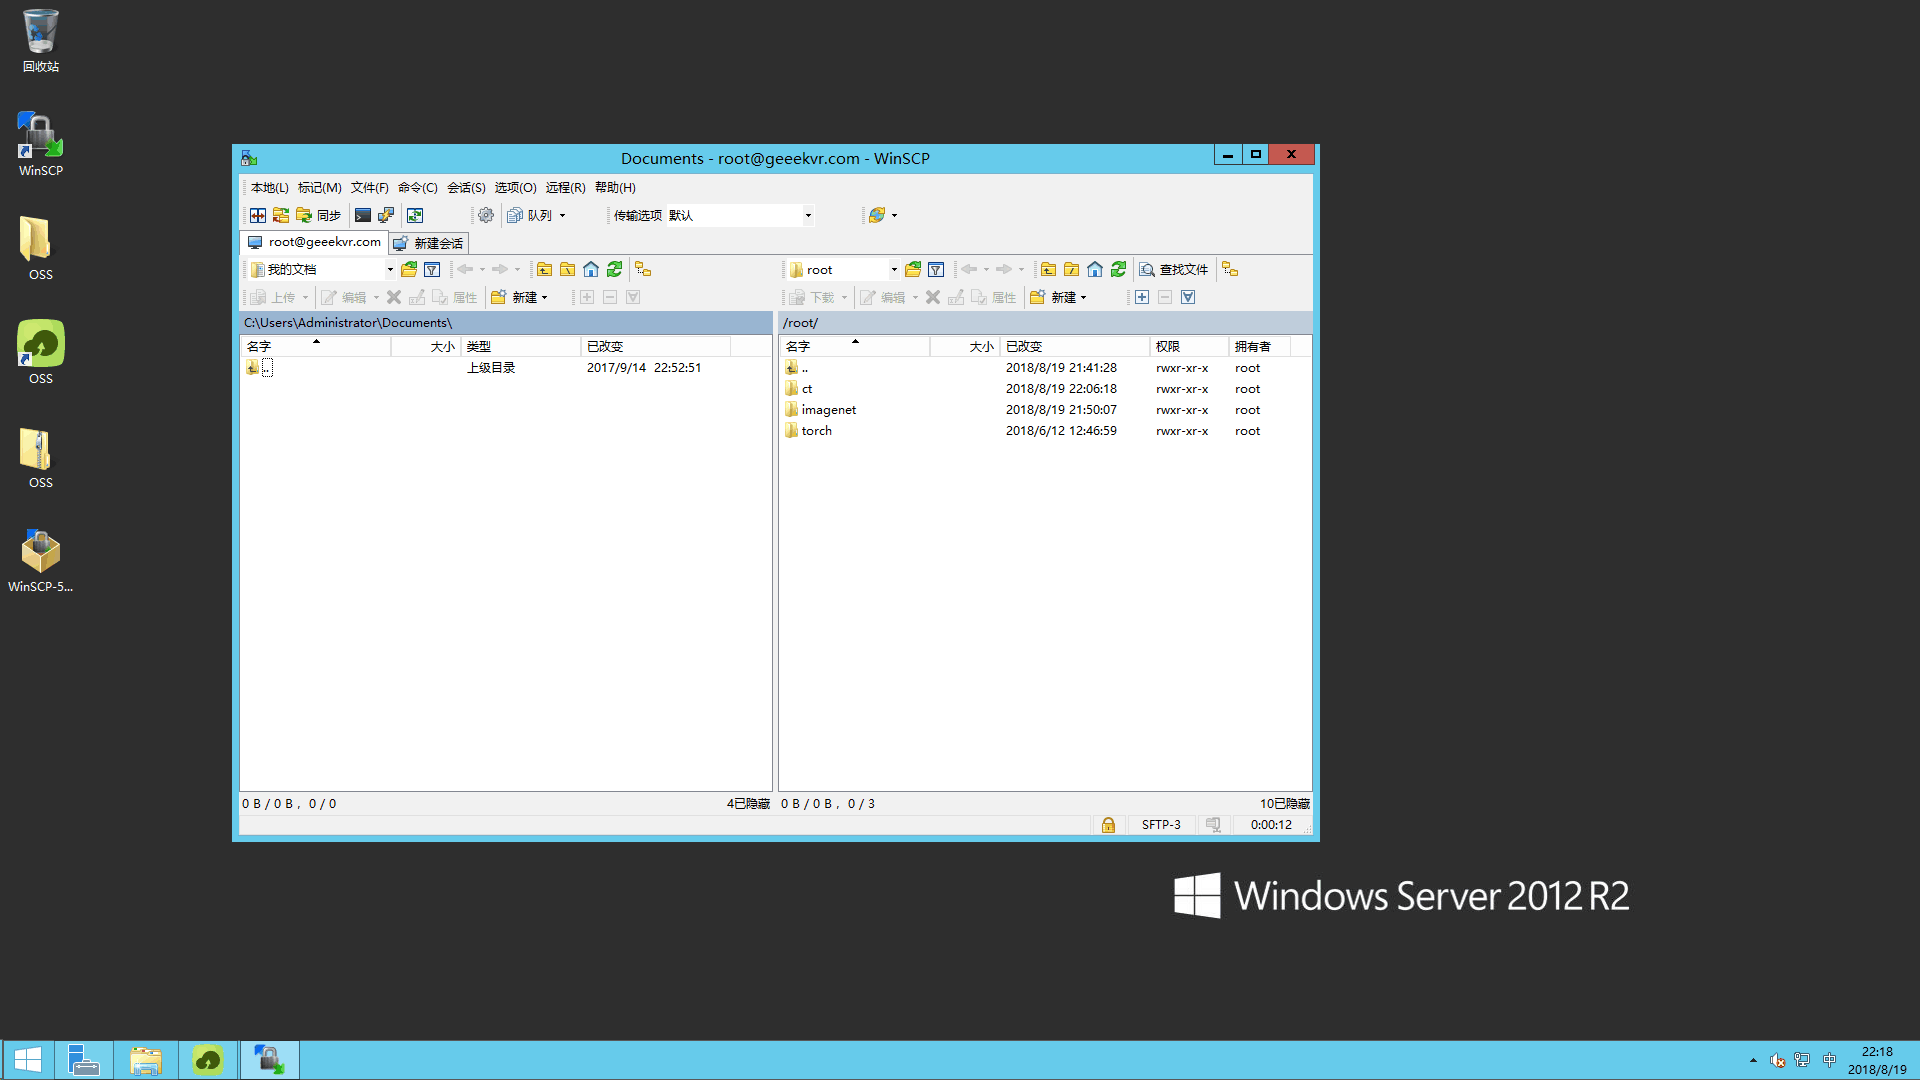 回收站
WinSCP
OSS
OSS
OSS
WinSCP-5...
Documents - root@geeekvr.com - WinSCP
本地(L) 标记(M) 文件(F) 命令(C) 会话(S) 选项(O) 远程(R) 帮助(H)
同步 队列 传输选项 默认
root@geeekvr.com 新建会话
我的文档
上传 编辑 属性 新建
C:\Users\Administrator\Documents\
名字 大小 类型 已改变
.. 上级目录 2017/9/14 22:52:51
0 B / 0 B， 0 / 0 4已隐藏
root 查找文件
下载 编辑 属性 新建
/root/
名字 大小 已改变 权限 拥有者
.. 2018/8/19 21:41:28 rwxr-xr-x root
ct 2018/8/19 22:06:18 rwxr-xr-x root
imagenet 2018/8/19 21:50:07 rwxr-xr-x root
torch 2018/6/12 12:46:59 rwxr-xr-x root
0 B / 0 B， 0 / 3 10已隐藏
SFTP-3 0:00:12
Windows Server 2012 R2
中
22:18
2018/8/19